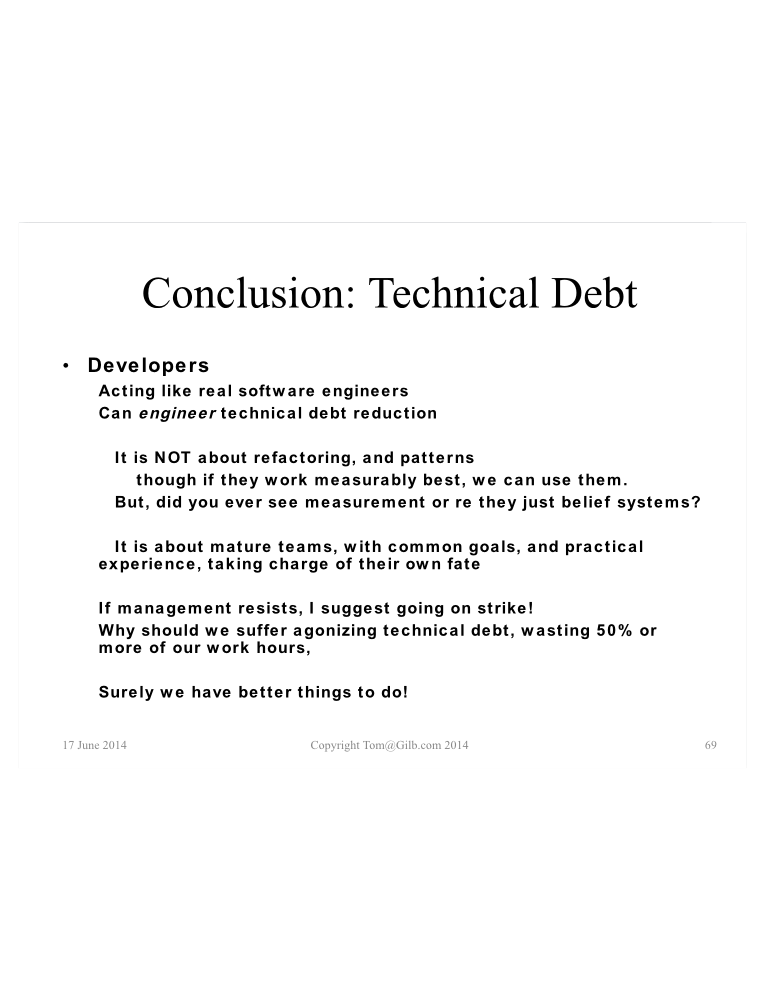 Conclusion: Technical Debt
• Developers
Acting like real software engineers
Can engineer technical debt reduction
It is NOT about refactoring, and patterns
though if they work measurably best, we can use them.
But, did you ever see measurement or re they just belief systems?
It is about mature teams, with common goals, and practical
experience, taking charge of their own fate
If management resists, I suggest going on strike!
Why should we suffer agonizing technical debt, wasting 50% or
more of our work hours,
Surely we have better things to do!
17 June 2014
Copyright Tom@Gilb.com 2014
69